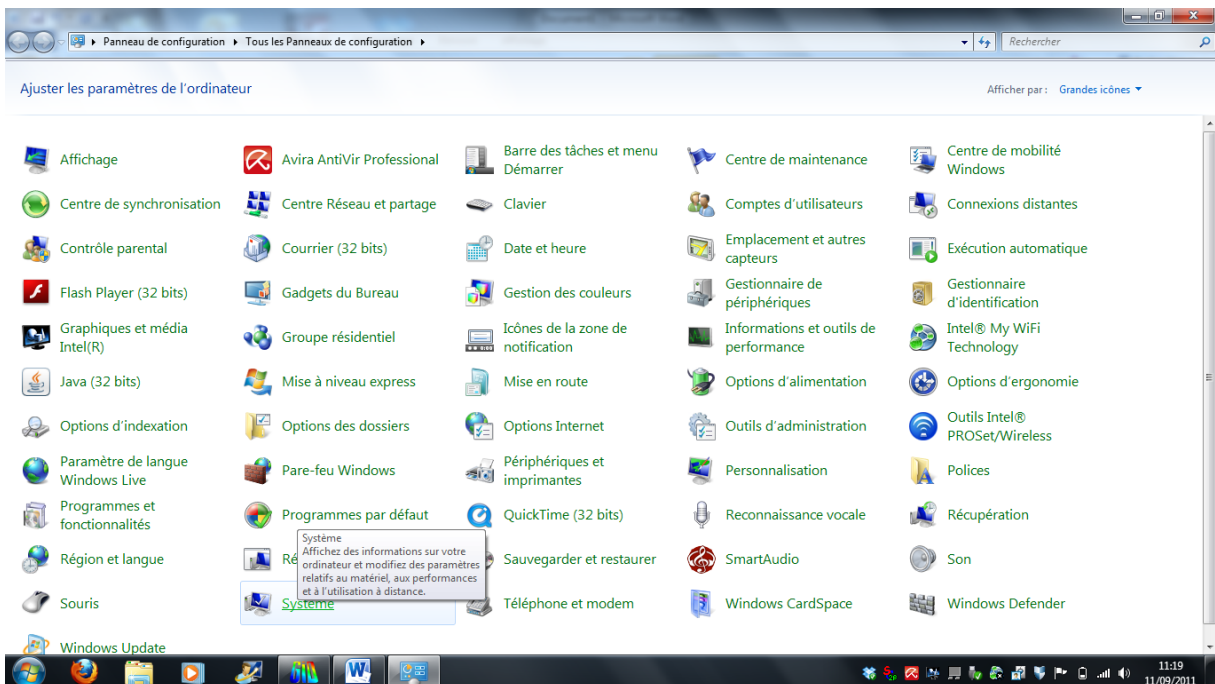 Panneau de configuration ▸ Tous les Panneaux de configuration ▸
Rechercher
Ajuster les paramètres de l'ordinateur
Afficher par : Grandes icônes
Affichage
Avira AntiVir Professional
Barre des tâches et menu
Démarrer
Centre de maintenance
Centre de mobilité
Windows
Centre de synchronisation
Centre Réseau et partage
Clavier
Comptes d'utilisateurs
Connexions distantes
Contrôle parental
Courrier (32 bits)
Date et heure
Emplacement et autres
capteurs
Exécution automatique
Flash Player (32 bits)
Gadgets du Bureau
Gestion des couleurs
Gestionnaire de
périphériques
Gestionnaire
d'identification
Graphiques et média
Intel(R)
Groupe résidentiel
Icônes de la zone de
notification
Informations et outils de
performance
Intel® My WiFi
Technology
Java (32 bits)
Mise à niveau express
Mise en route
Options d'alimentation
Options d'ergonomie
Options d'indexation
Options des dossiers
Options Internet
Outils d'administration
Outils Intel®
PROSet/Wireless
Paramètre de langue
Windows Live
Pare-feu Windows
Périphériques et
imprimantes
Personnalisation
Polices
Programmes et
fonctionnalités
Programmes par défaut
QuickTime (32 bits)
Reconnaissance vocale
Récupération
Région et langue
Ré
Système
Affichez des informations sur votre
ordinateur et modifiez des paramètres
relatifs au matériel, aux performances
et à l'utilisation à distance.
Sauvegarder et restaurer
SmartAudio
Son
Souris
Système
Téléphone et modem
Windows CardSpace
Windows Defender
Windows Update
11:19
11/09/2011